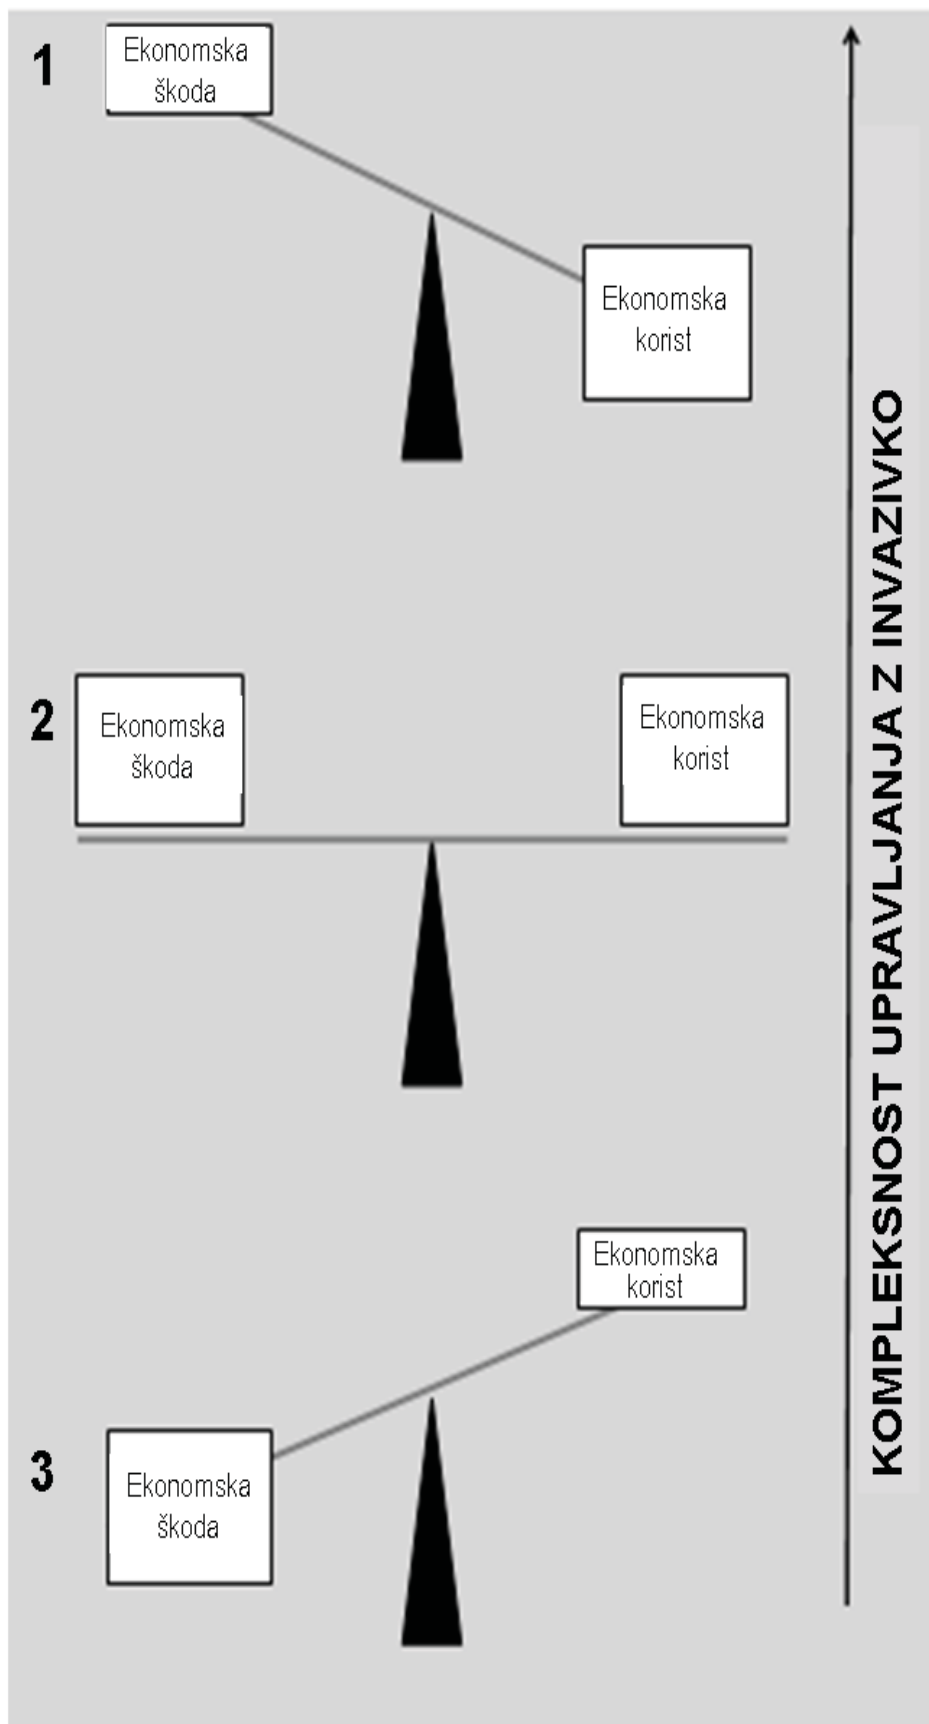 1
Ekonomska
škoda
Ekonomska
korist
2
Ekonomska
škoda
Ekonomska
korist
3
Ekonomska
korist
Ekonomska
škoda
KOMPLEKSNOST UPRAVLJANJA Z INVAZIVKO